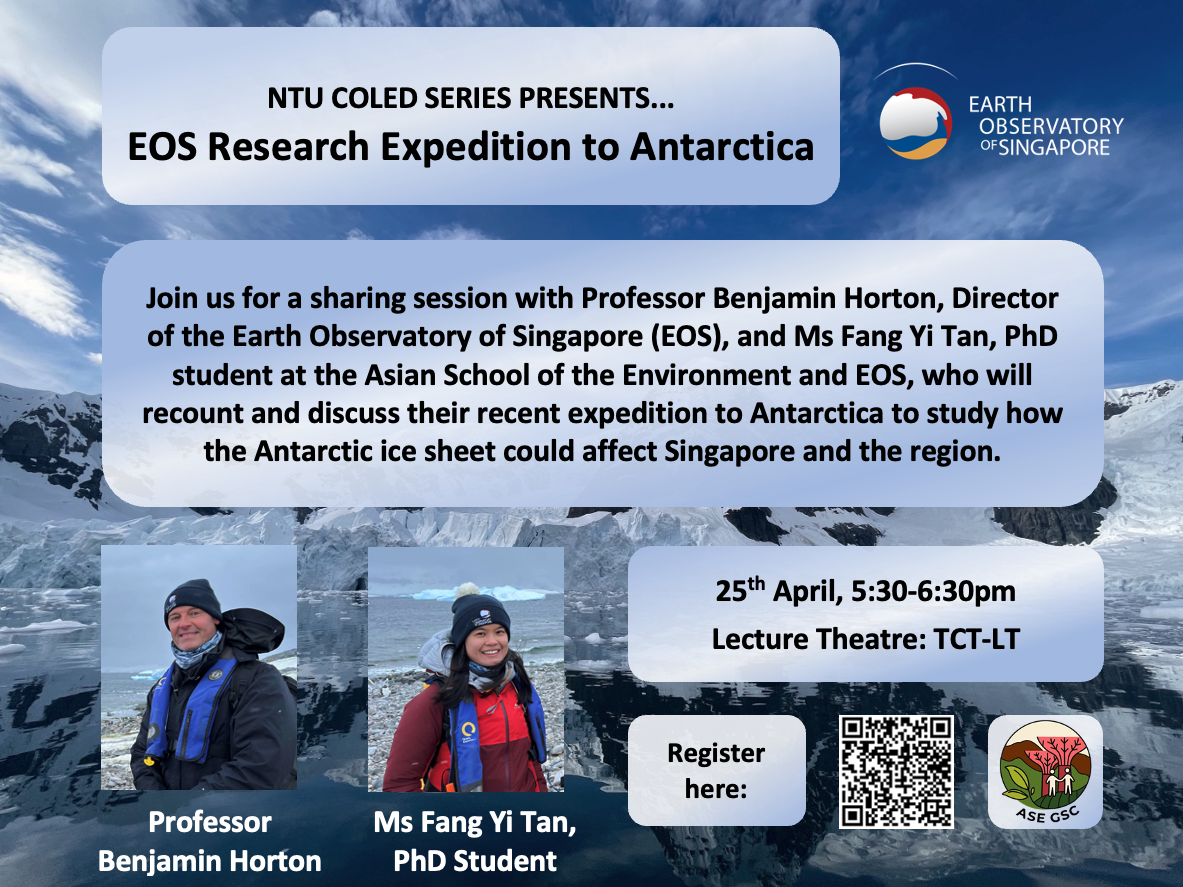 NTU COLED SERIES PRESENTS...
EOS Research Expedition to Antarctica
EARTH
OBSERVATORY
OF SINGAPORE
Join us for a sharing session with Professor Benjamin Horton, Director
of the Earth Observatory of Singapore (EOS), and Ms Fang Yi Tan, PhD
student at the Asian School of the Environment and EOS, who will
recount and discuss their recent expedition to Antarctica to study how
the Antarctic ice sheet could affect Singapore and the region.
25th April, 5:30-6:30pm
Lecture Theatre: TCT-LT
Register
here:
ASE GSC
Professor
Benjamin Horton
Ms Fang Yi Tan,
PhD Student